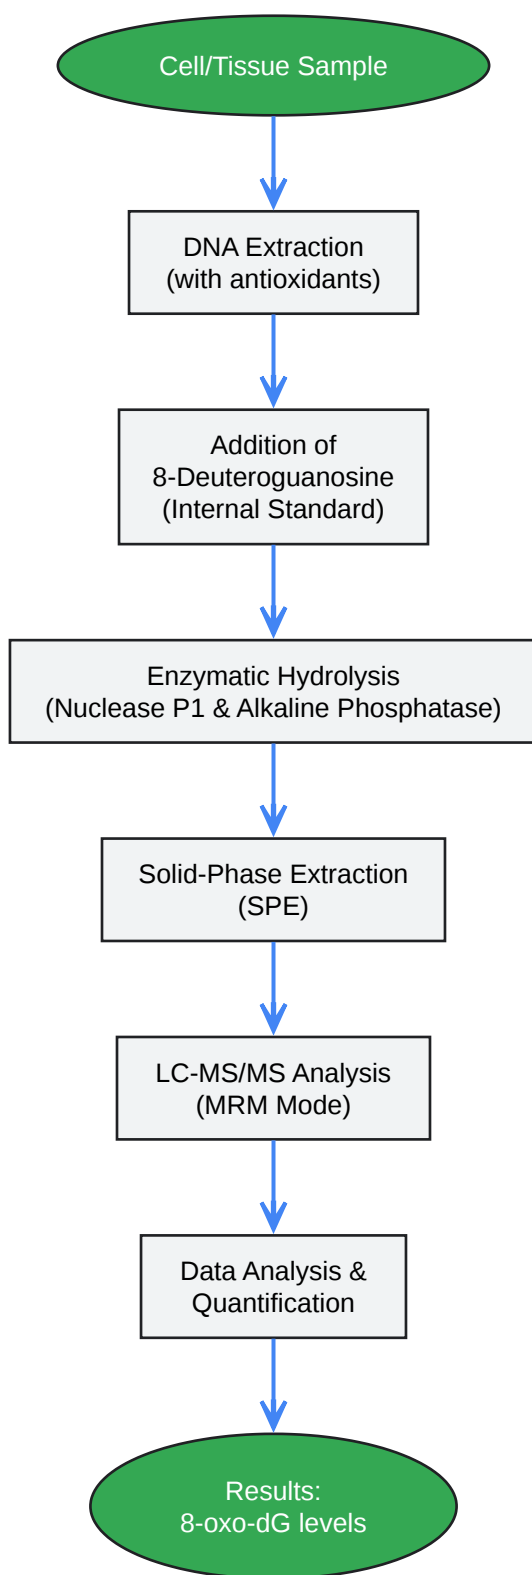 Cell/Tissue Sample
DNA Extraction
(with antioxidants)
Addition of
8-Deuteroguanosine
(Internal Standard)
Enzymatic Hydrolysis
(Nuclease P1 & Alkaline Phosphatase)
Solid-Phase Extraction
(SPE)
LC-MS/MS Analysis
(MRM Mode)
Data Analysis &
Quantification
Results:
8-oxo-dG levels